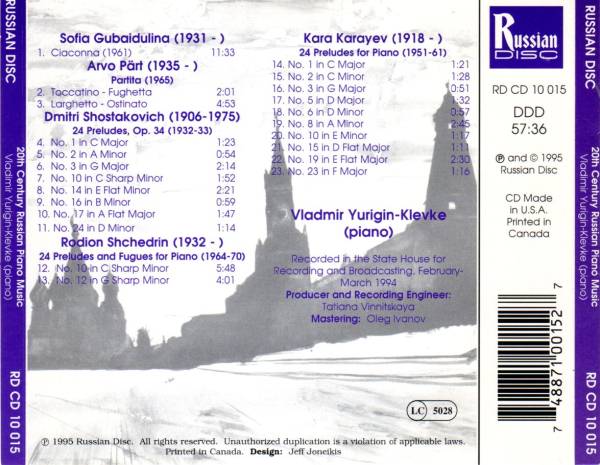 RUSSIAN DISC
20th Century Russian Piano Music
Vladimir Yurigin-Klevke (piano)
RD CD 10 015
Sofia Gubaidulina (1931 - )
1. Ciaconna (1961) 11:33
Arvo Pärt (1935 - )
Partita (1965)
2. Toccatino - Fughetta 2:01
3. Larghetto - Ostinato 4:53
Dmitri Shostakovich (1906-1975)
24 Preludes, Op. 34 (1932-33)
4. No. 1 in C Major 1:23
5. No. 2 in A Minor 0:54
6. No. 3 in G Major 2:14
7. No. 10 in C Sharp Minor 1:52
8. No. 14 in E Flat Minor 2:21
9. No. 16 in B Minor 0:59
10. No. 17 in A Flat Major 1:47
11. No. 24 in D Minor 1:14
Rodion Shchedrin (1932 - )
24 Preludes and Fugues for Piano (1964-70)
12. No. 10 in C Sharp Minor 5:48
13. No. 12 in G Sharp Minor 4:01
Kara Karayev (1918 - )
24 Preludes for Piano (1951-61)
14. No. 1 in C Major 1:21
15. No. 2 in C Minor 1:28
16. No. 3 in G Major 0:51
17. No. 5 in D Major 1:32
18. No. 6 in D Minor 0:51
19. No. 8 in A Minor 2:45
20. No. 10 in E Minor 1:17
21. No. 15 in D Flat Major 1:11
22. No. 19 in E Flat Major 2:30
23. No. 23 in F Major 1:16
Vladmir Yurigin-Klevke
(piano)
Recorded in the State House for
Recording and Broadcasting, February-
March 1994
Producer and Recording Engineer:
Tatiana Vinnitskaya
Mastering: Oleg Ivanov
LC 5028
℗ 1995 Russian Disc. All rights reserved. Unauthorized duplication is a violation of applicable laws.
Printed in Canada. Design: Jeff Joneikis
Russian
DISC
RD CD 10 015
DDD
57:36
℗ and © 1995
Russian Disc
CD Made
in U.S.A.
Printed in
Canada
7 48871 00152 7
RUSSIAN DISC
20th Century Russian Piano Music
Vladimir Yurigin-Klevke (piano)
RD CD 10 015